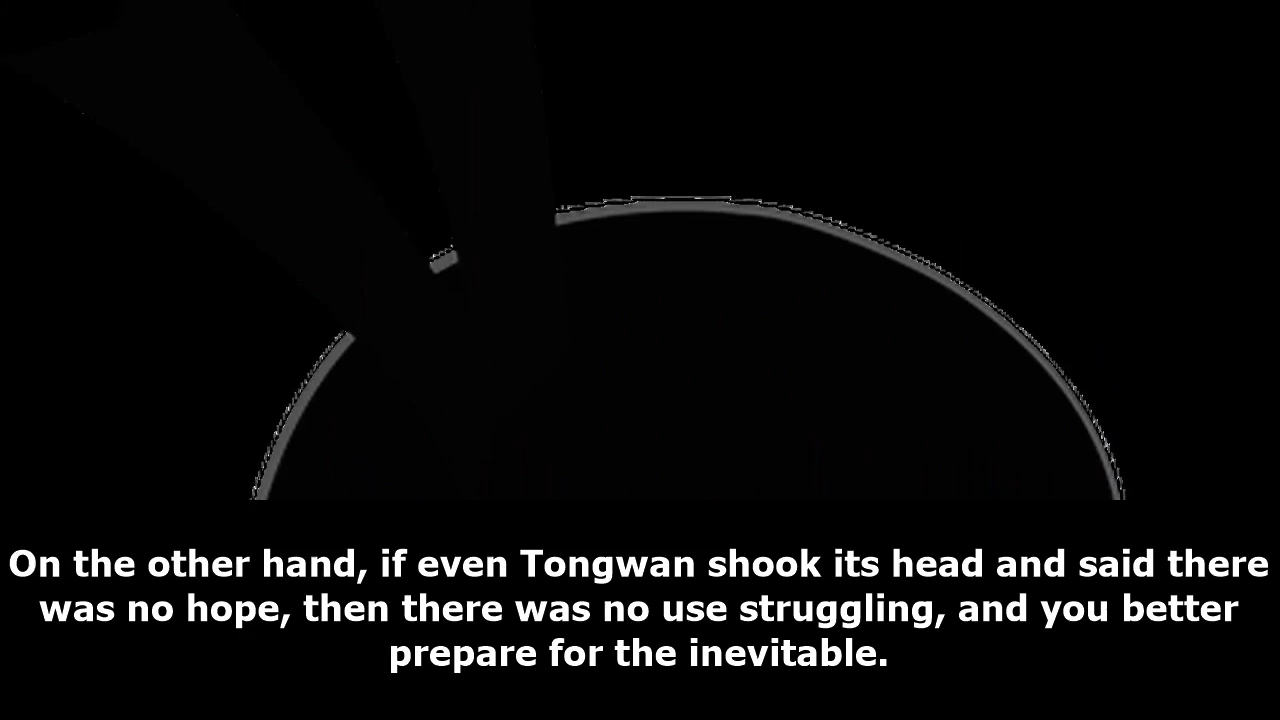 On the other hand, if even Tongwan shook its head and said there
was no hope, then there was no use struggling, and you better
prepare for the inevitable.